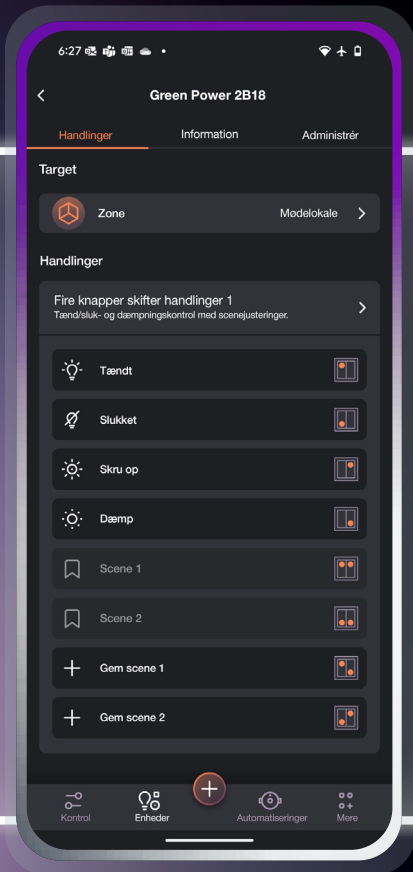 6:27
Green Power 2B18
Handlinger Information Administrér
Target
Zone Mødelokale
Handlinger
Fire knapper skifter handlinger 1
Tænd/sluk- og dæmpningskontrol med scenejusteringer.
Tændt
Slukket
Skru op
Dæmp
Scene 1
Scene 2
Gem scene 1
Gem scene 2
Kontrol Enheder Automatiseringer Mere